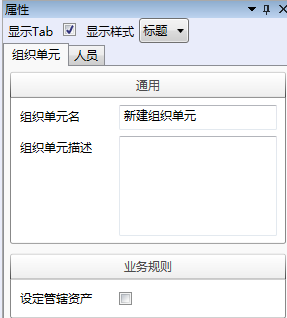 属性
显示Tab 显示样式 标题
组织单元 人员
通用
组织单元名 新建组织单元
组织单元描述
业务规则
设定管辖资产